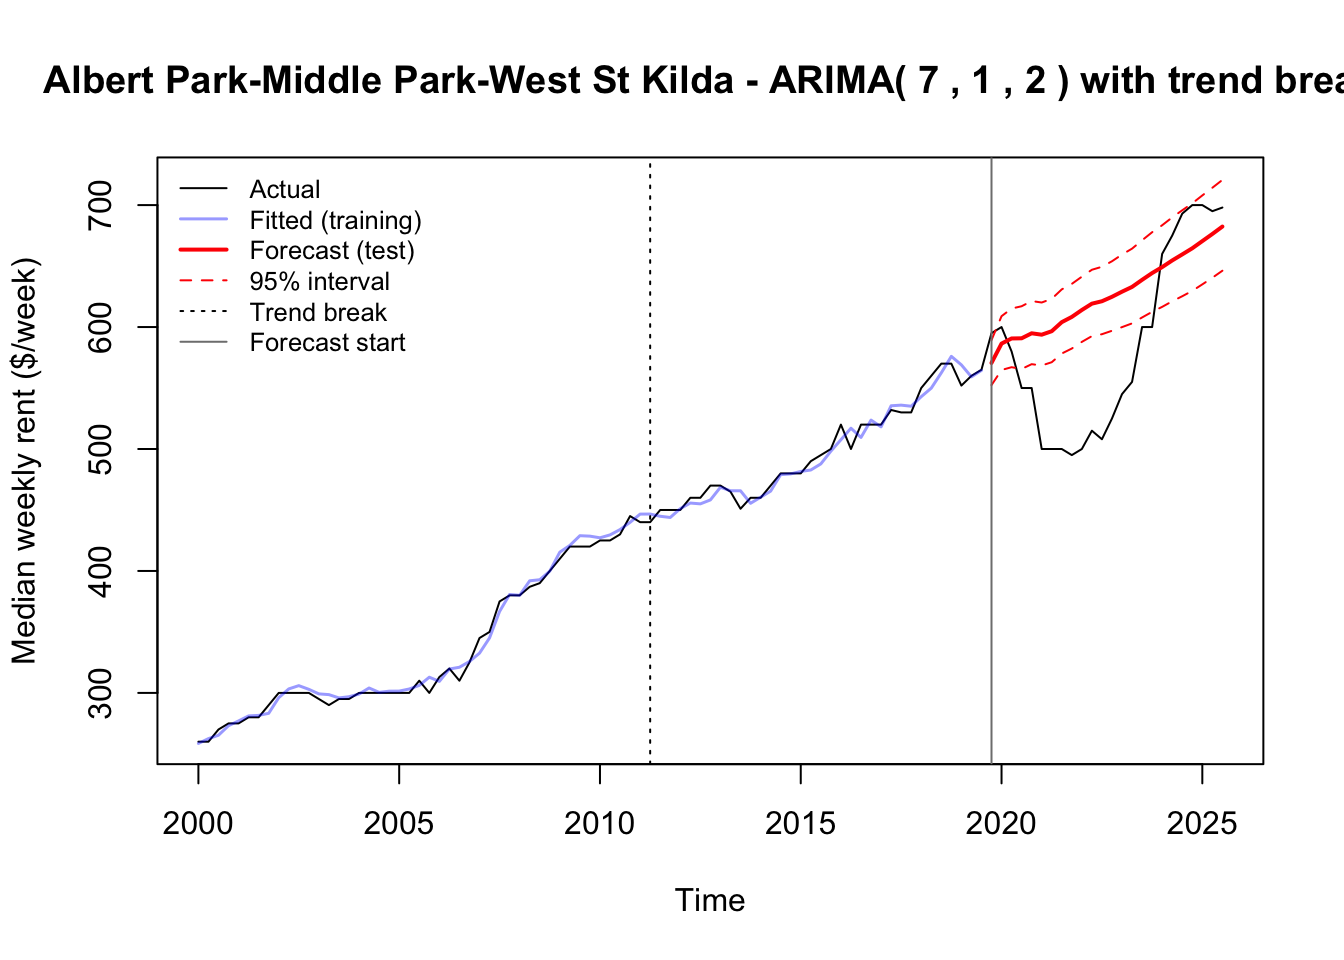 Albert Park-Middle Park-West St Kilda - ARIMA( 7 , 1 , 2 ) with trend brea
Actual
Fitted (training)
Forecast (test)
95% interval
Trend break
Forecast start
Median weekly rent ($/week)
700
600
500
400
300
2000
2005
2010
2015
2020
2025
Time